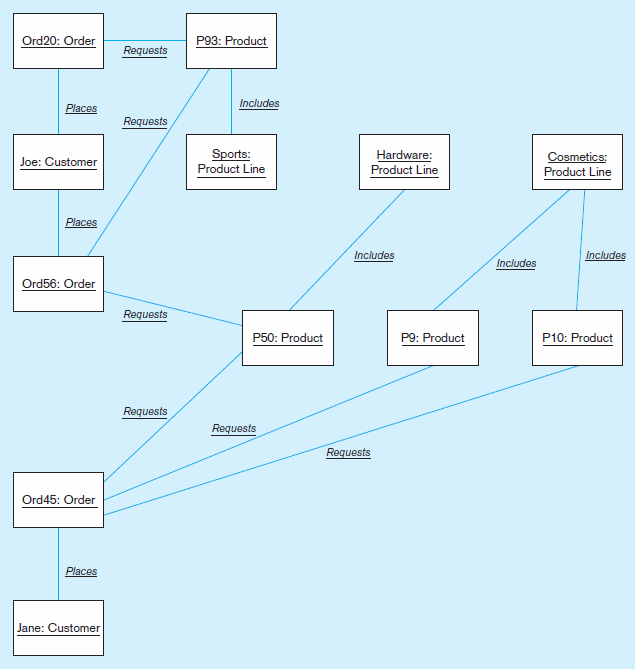 Ord20: Order
Requests
P93: Product
Places
Requests
Includes
Joe: Customer
Sports:
Product Line
Hardware:
Product Line
Cosmetics:
Product Line
Places
Includes
Includes
Includes
Ord56: Order
Requests
P50: Product
P9: Product
P10: Product
Requests
Requests
Requests
Ord45: Order
Places
Jane: Customer